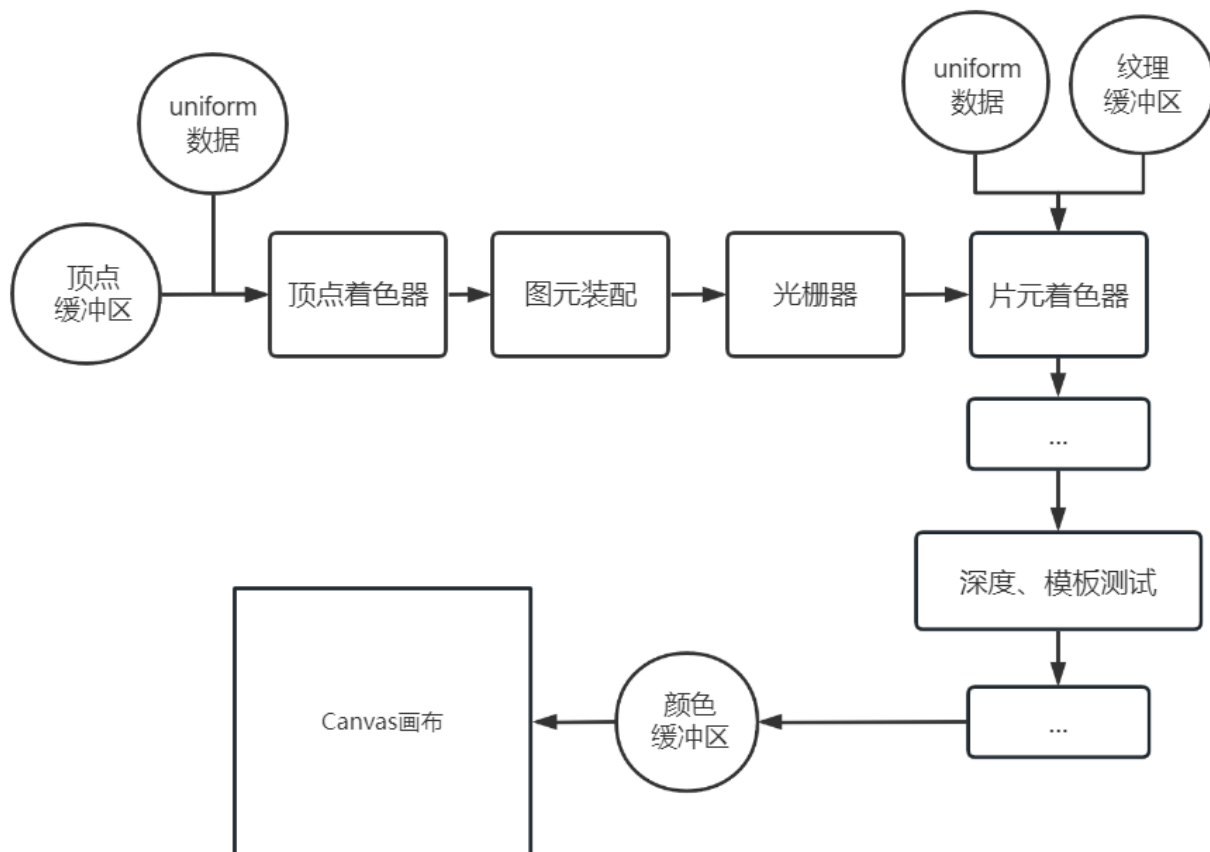 uniform
数据
顶点
缓冲区
顶点着色器
图元装配
光栅器
uniform
数据
纹理
缓冲区
片元着色器
...
深度、模板测试
...
颜色
缓冲区
Canvas画布